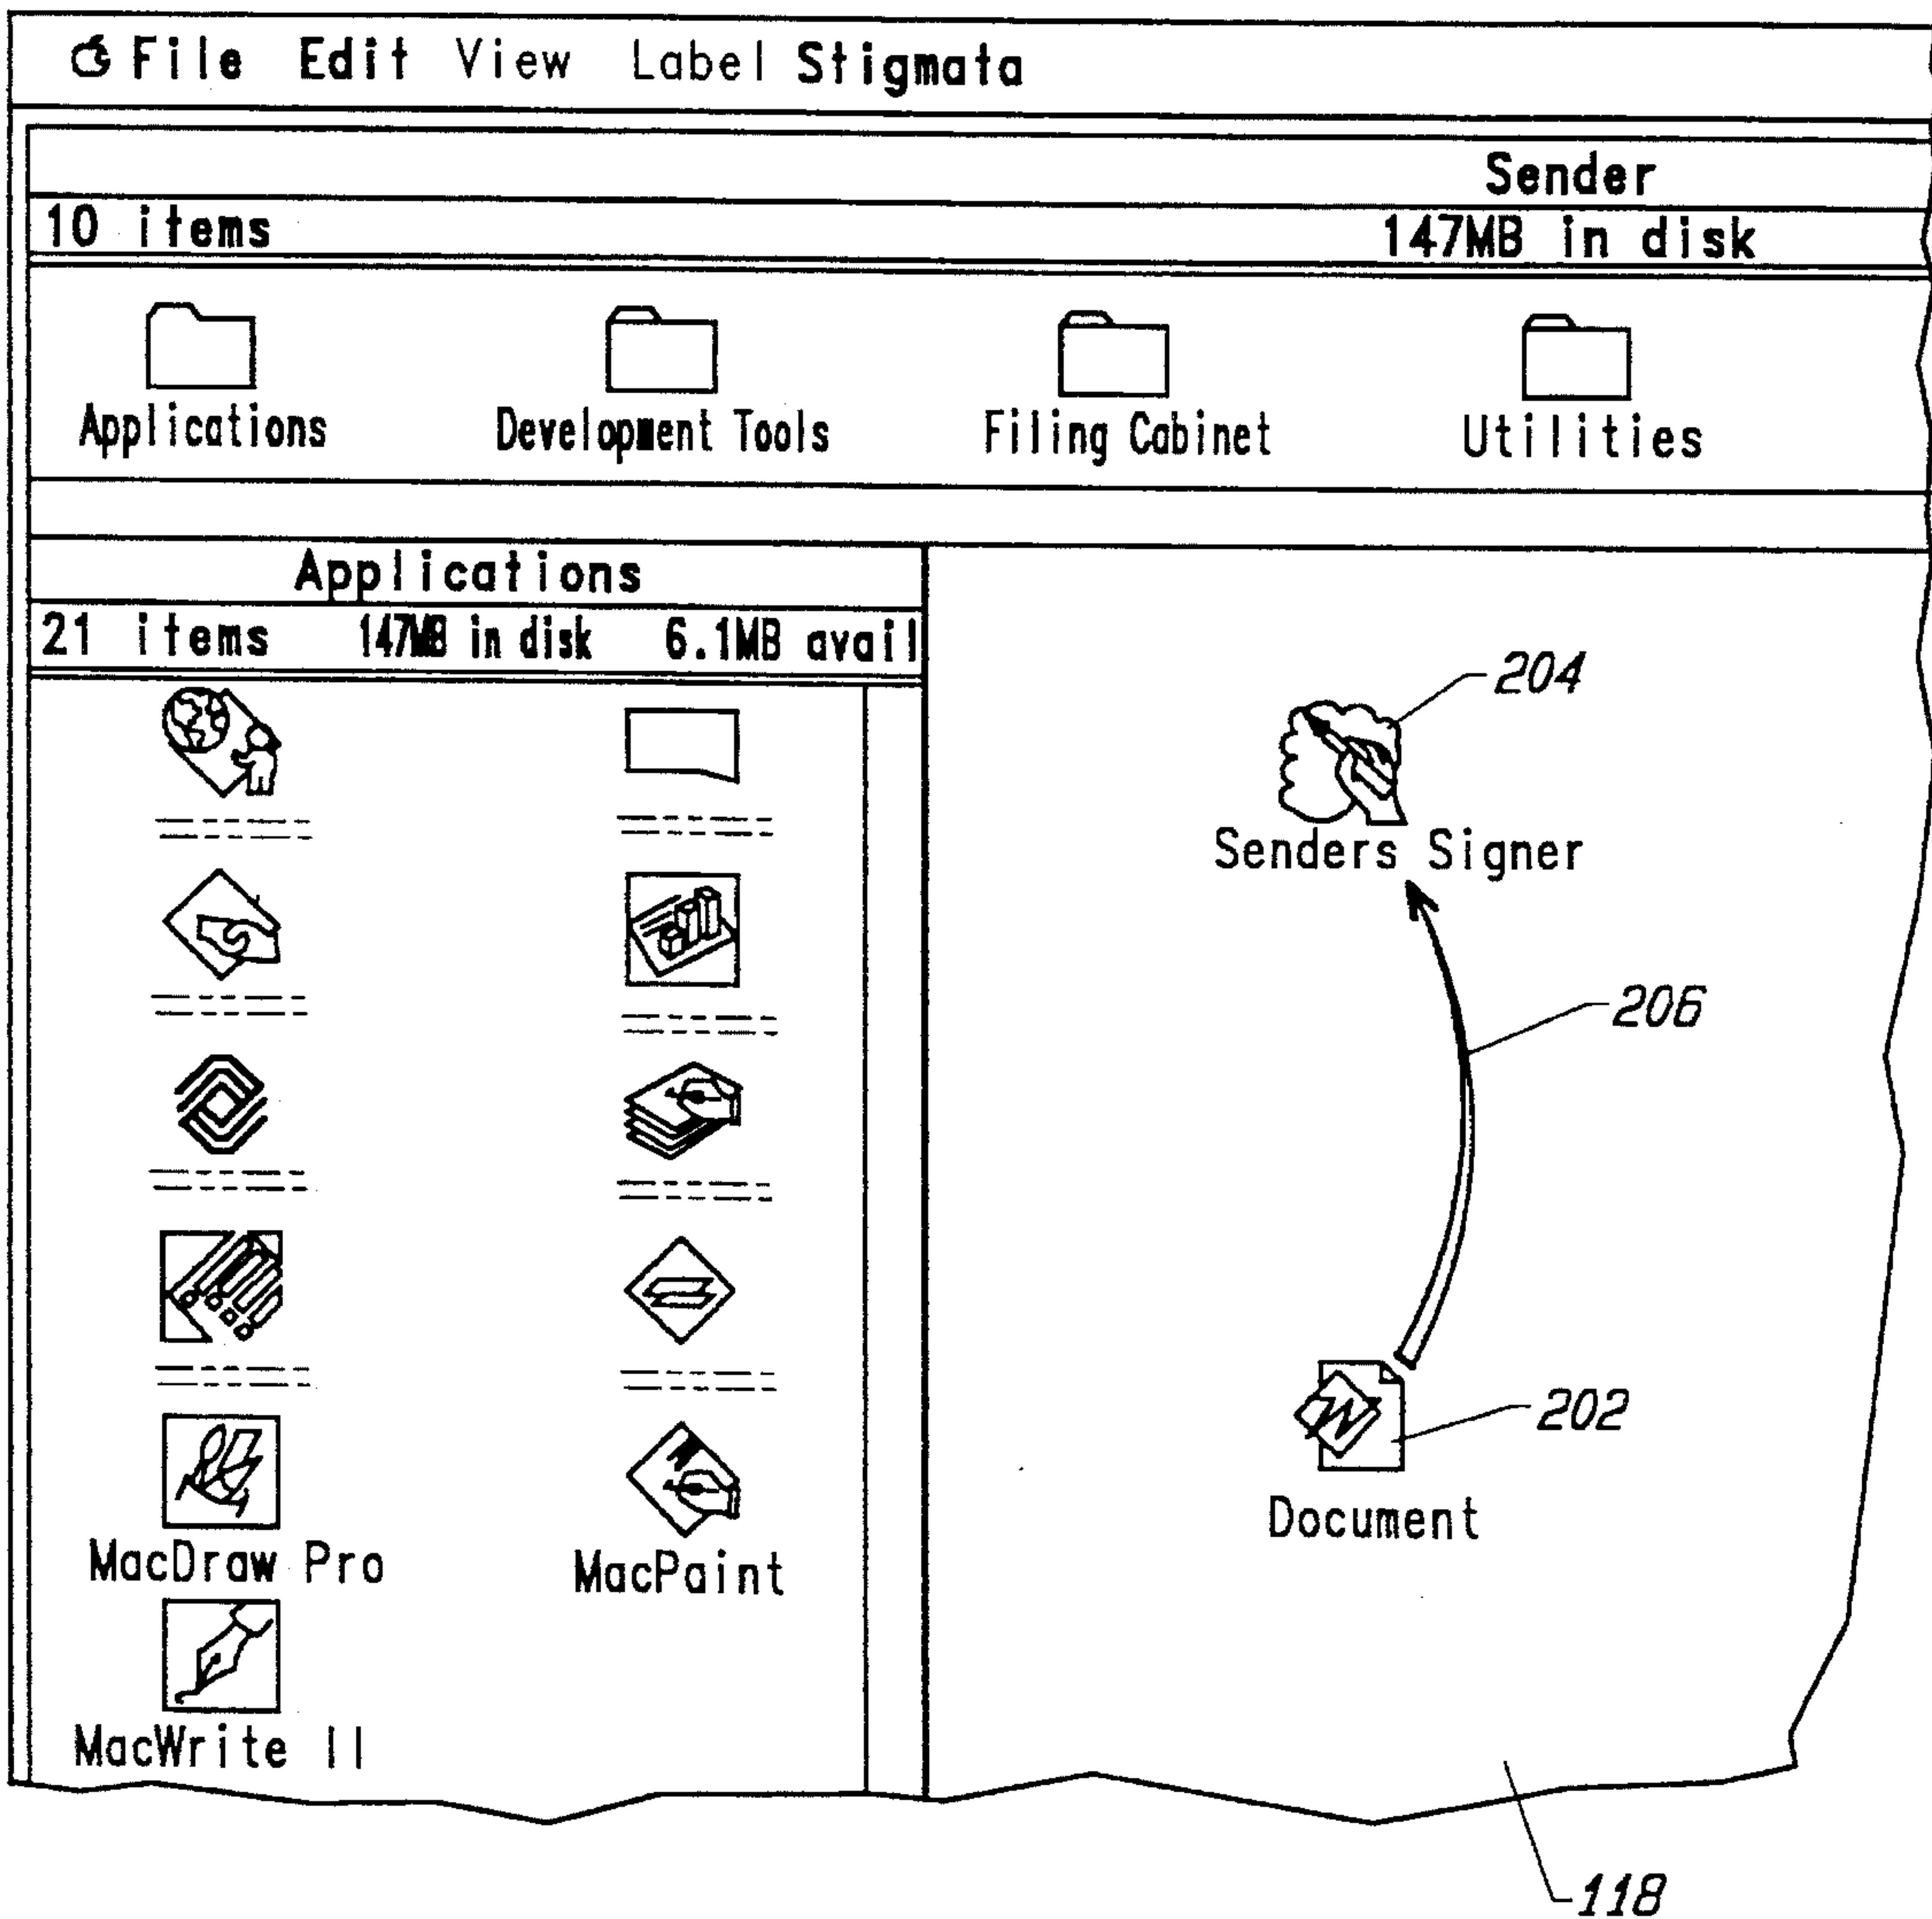 File Edit View Label Stigmata
Sender
10 items 147MB in disk
Applications Development Tools Filing Cabinet Utilities
Applications
21 items 147MB in disk 6.1MB avail
204
Senders Signer
206
202
Document
MacDraw Pro MacPaint
MacWrite II
118